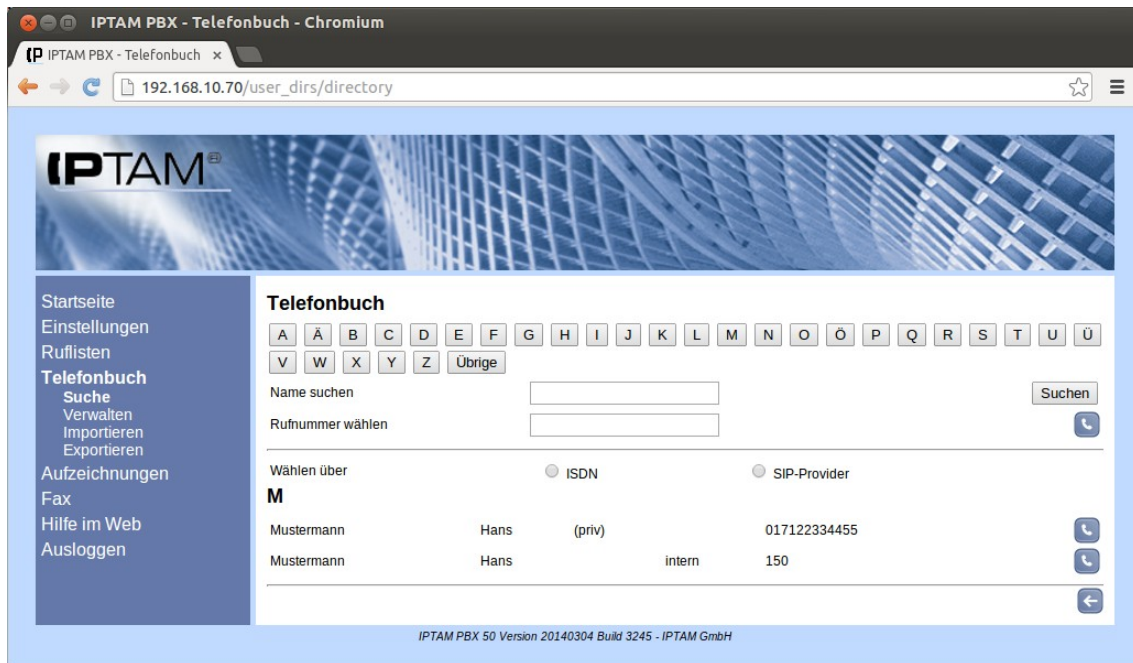 IPTAM PBX - Telefonbuch - Chromium
IPTAM PBX - Telefonbuch ×
192.168.10.70/user_dirs/directory
IPTAM®
Startseite
Einstellungen
Ruflisten
Telefonbuch
Suche
Verwalten
Importieren
Exportieren
Aufzeichnungen
Fax
Hilfe im Web
Ausloggen
Telefonbuch
A Ä B C D E F G H I J K L M N O Ö P Q R S T U Ü
V W X Y Z Übrige
Name suchen Suchen
Rufnummer wählen
Wählen über ISDN SIP-Provider
M
Mustermann Hans (priv) 017122334455
Mustermann Hans intern 150
IPTAM PBX 50 Version 20140304 Build 3245 - IPTAM GmbH